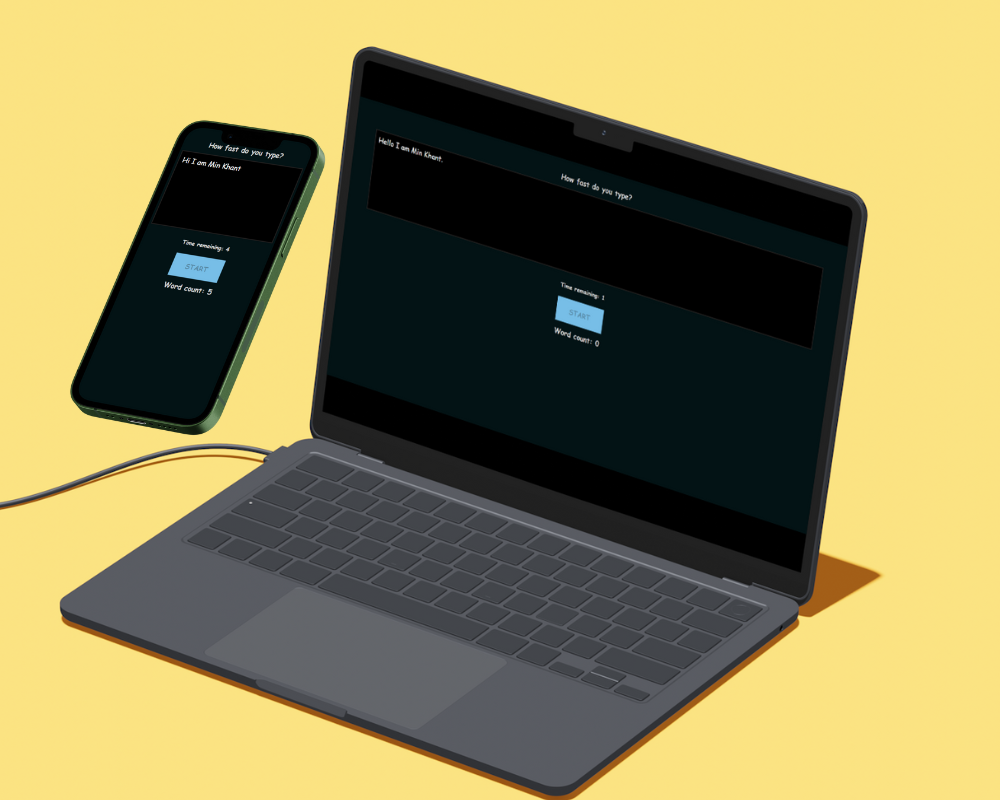 How fast do you type?
Hi I am Min Khant
Time remaining: 4
START
Word count: 5
How fast do you type?
Hello I am Min Khant.
Time remaining: 1
START
Word count: 0